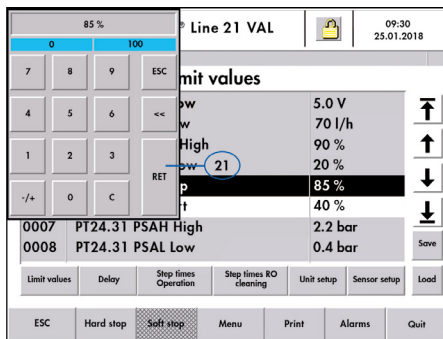 85 %
0 100
7 8 9 ESC
4 5 6 <<
1 2 3
RET
-/+ 0 C
Line 21 VAL
09:30
25.01.2018
mit values
ow 5.0 V
w 70 l/h
High 90 %
ow 21 20 %
p 85 %
t 40 %
0007 PT24.31 PSAH High 2.2 bar
0008 PT24.31 PSAL Low 0.4 bar
Save
Limit values Delay Step times Operation Step times RO cleaning Unit setup Sensor setup Load
ESC Hard stop Soft stop Menu Print Alarms Quit